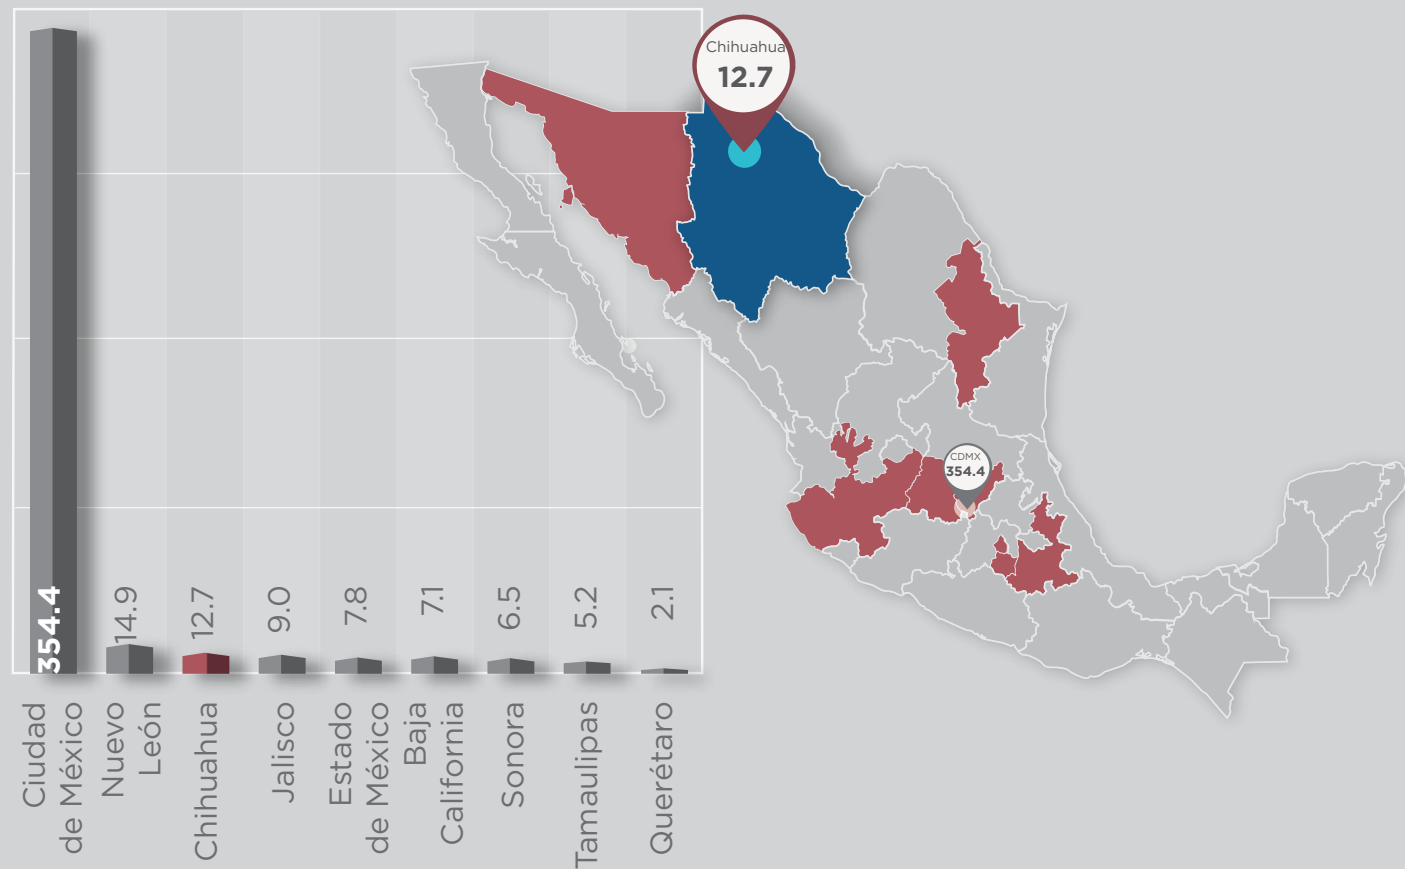 354.4
14.9
12.7
9.0
7.8
7.1
6.5
5.2
2.1
Ciudad
de México
Nuevo
León
Chihuahua
Jalisco
Estado
de México
Baja
California
Sonora
Tamaulipas
Querétaro
Chihuahua
12.7
CDMX
354.4